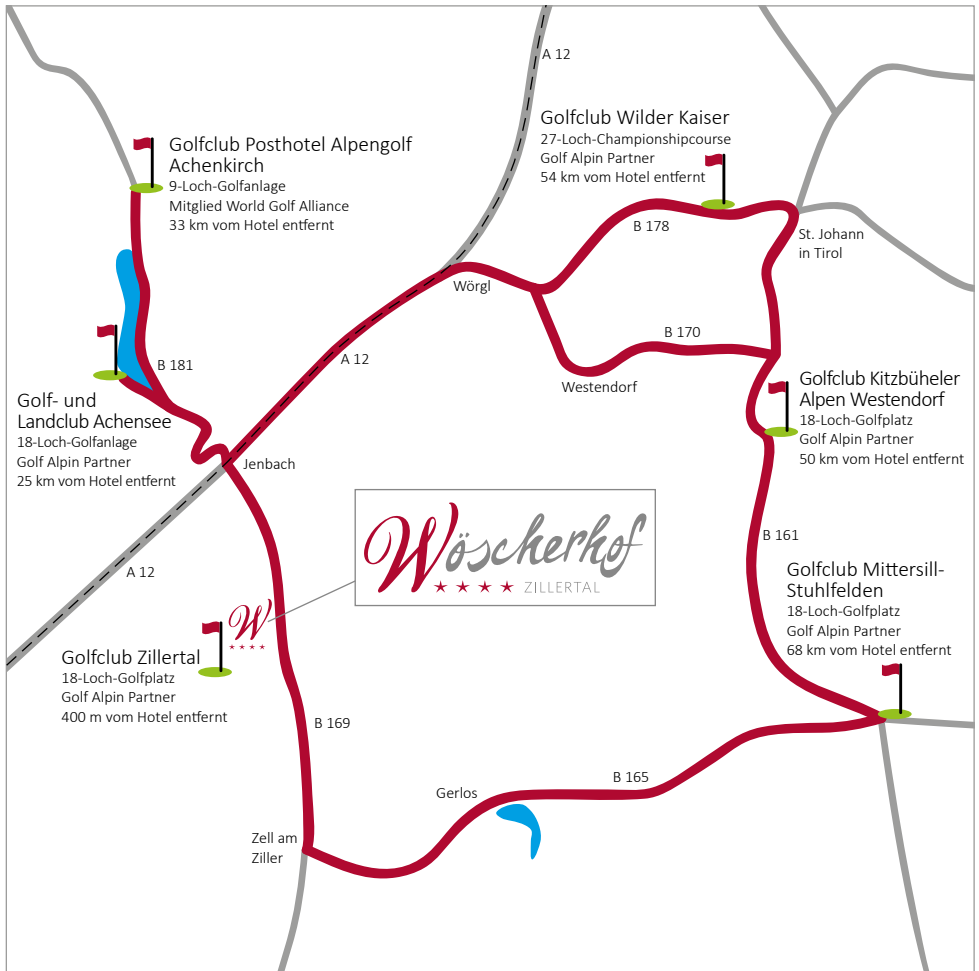 A 12
Golfclub Posthotel Alpengolf
Achenkirch
9-Loch-Golfanlage
Mitglied World Golf Alliance
33 km vom Hotel entfernt
Golfclub Wilder Kaiser
27-Loch-Championshipcourse
Golf Alpin Partner
54 km vom Hotel entfernt
B 178
St. Johann
in Tirol
Wörgl
B 170
A 12
B 181
Westendorf
Golf- und
Landclub Achensee
18-Loch-Golfanlage
Golf Alpin Partner
25 km vom Hotel entfernt
Golfclub Kitzbüheler
Alpen Westendorf
18-Loch-Golfplatz
Golf Alpin Partner
50 km vom Hotel entfernt
Jenbach
Wöscherhof
ZILLERTAL
B 161
A 12
Golfclub Mittersill-
Stuhlfelden
18-Loch-Golfplatz
Golf Alpin Partner
68 km vom Hotel entfernt
W
Golfclub Zillertal
18-Loch-Golfplatz
Golf Alpin Partner
400 m vom Hotel entfernt
B 169
B 165
Gerlos
Zell am
Ziller